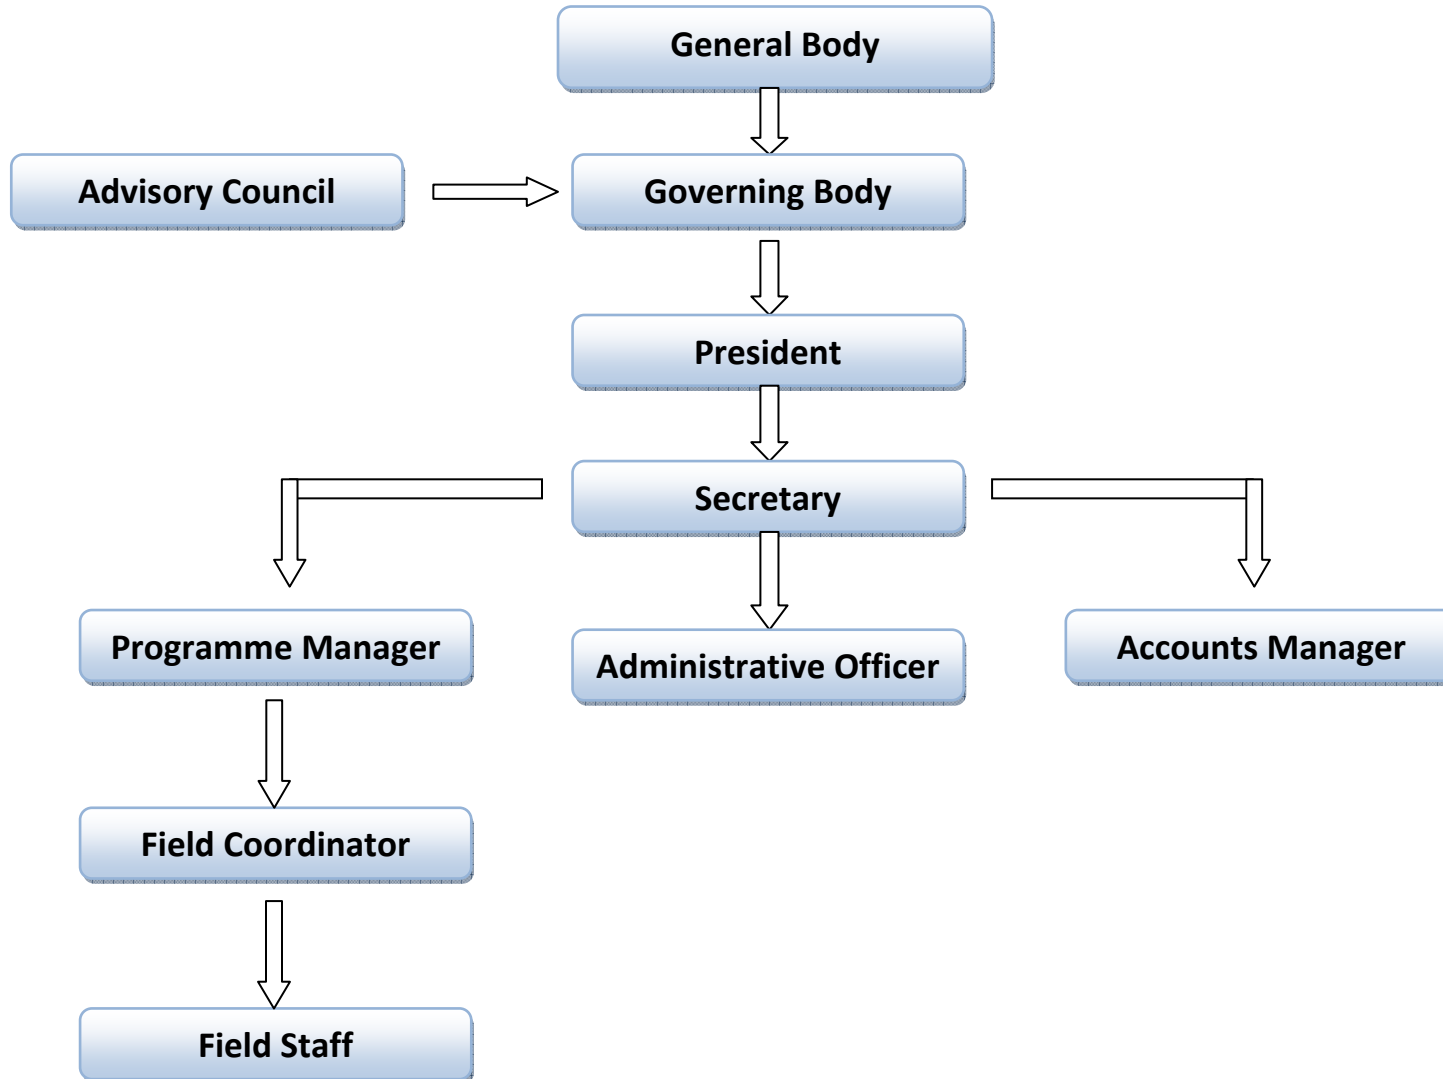 General Body
Advisory Council
Governing Body
President
Secretary
Programme Manager
Administrative Officer
Accounts Manager
Field Coordinator
Field Staff